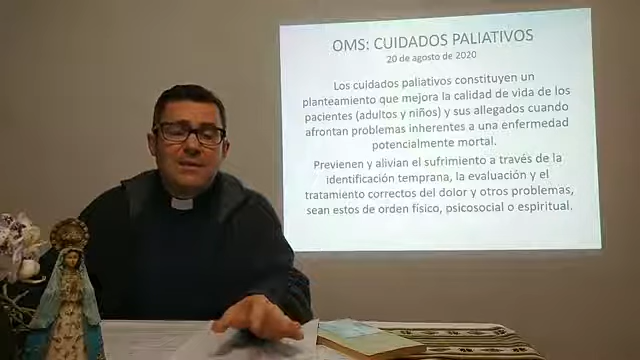 OMS: CUIDADOS PALIATIVOS
20 de agosto de 2020
Los cuidados paliativos constituyen un
planteamiento que mejora la calidad de vida de los
pacientes (adultos y niños) y sus allegados cuando
afrontan problemas inherentes a una enfermedad
potencialmente mortal.
Previenen y alivian el sufrimiento a través de la
identificación temprana, la evaluación y el
tratamiento correctos del dolor y otros problemas,
sean estos de orden físico, psicosocial o espiritual.